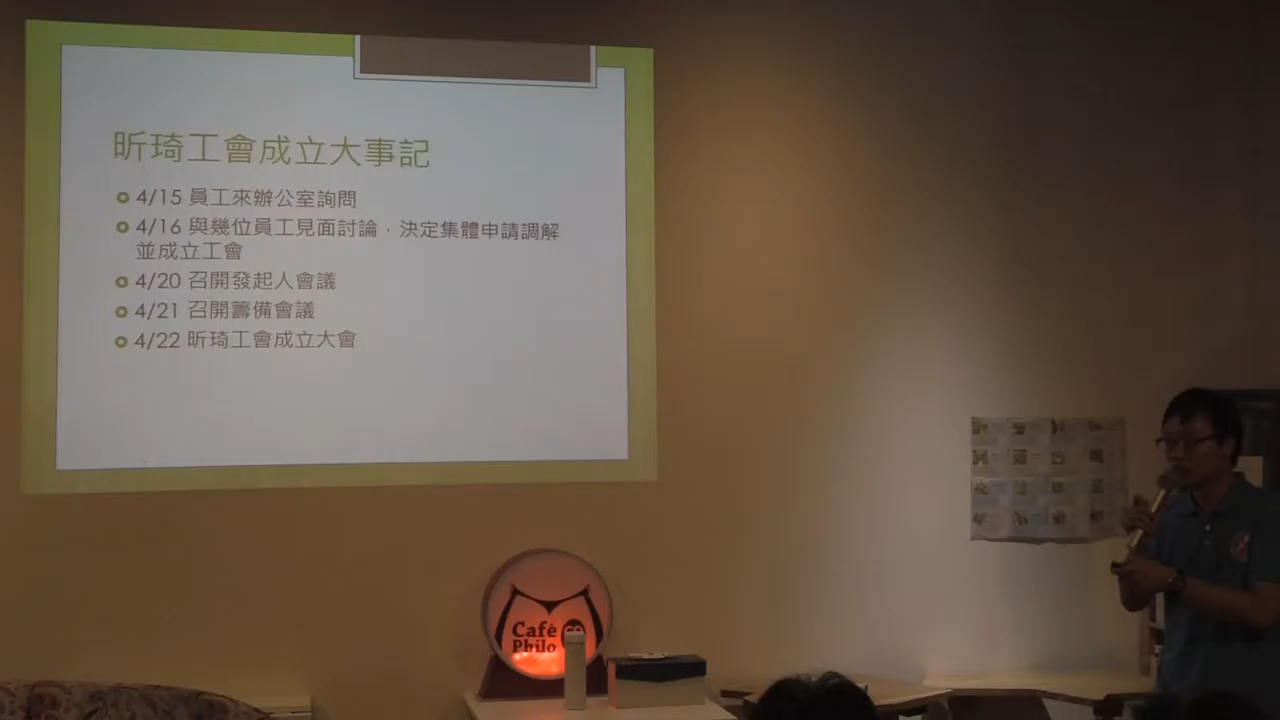 昕琦工會成立大事記
4/15 員工來辦公室詢問
4/16 與幾位員工見面討論，決定集體申請調解
並成立工會
4/20 召開發起人會議
4/21 召開籌備會議
4/22 昕琦工會成立大會
Café
Philo